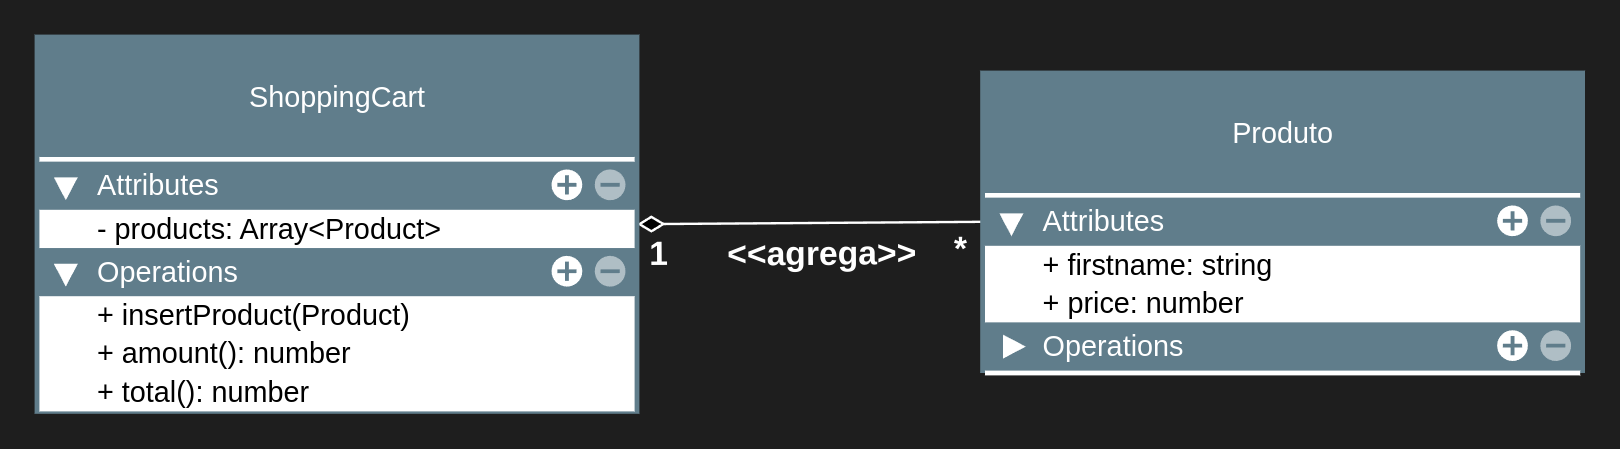 ShoppingCart
Attributes
- products: Array<Product>
Operations
+ insertProduct(Product)
+ amount(): number
+ total(): number
1
<<agrega>>
*
Produto
Attributes
+ firstname: string
+ price: number
Operations